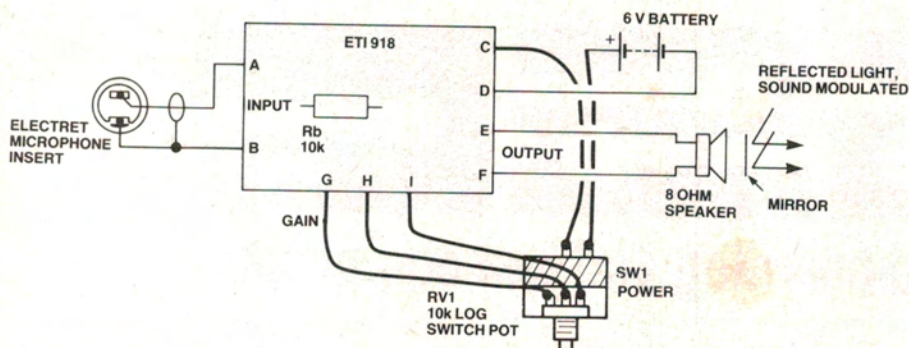 6 V BATTERY
+
ETI 918
C
A
REFLECTED LIGHT,
SOUND MODULATED
D
INPUT
E
ELECTRET
MICROPHONE
INSERT
Rb
10k
B
OUTPUT
F
G H I
8 OHM
SPEAKER
MIRROR
GAIN
SW1
POWER
RV1
10k LOG
SWITCH POT